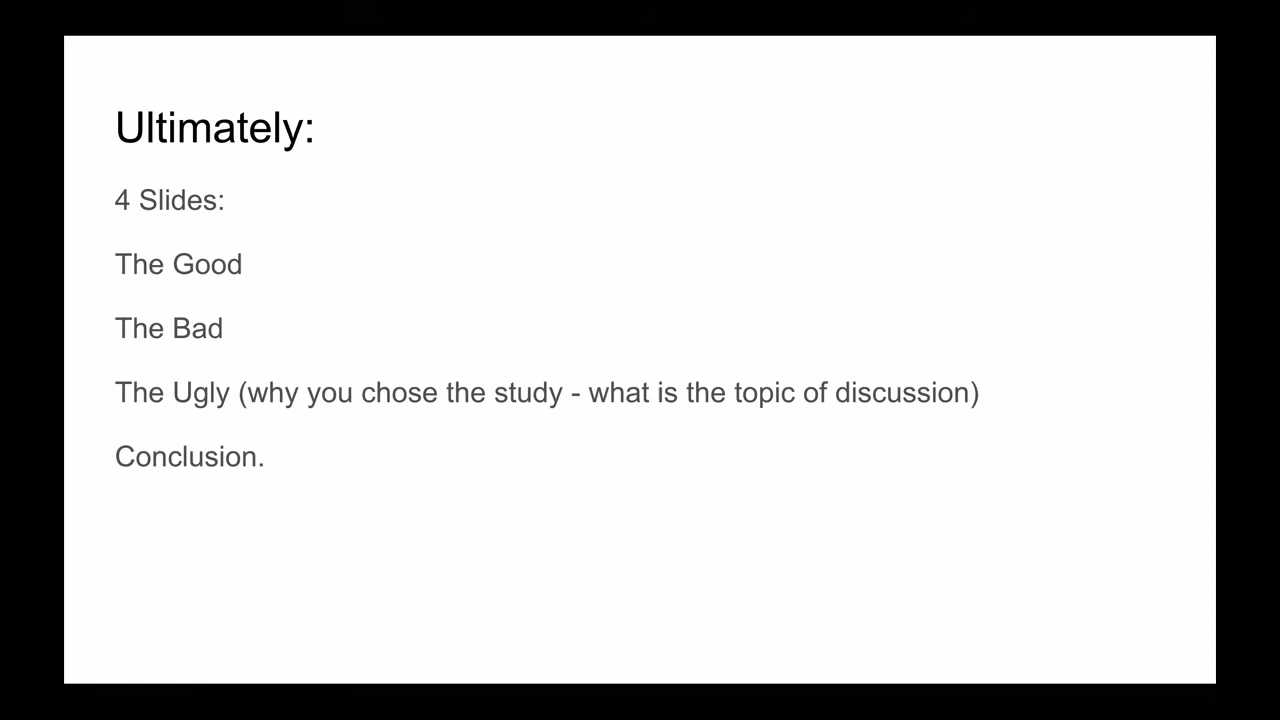 Ultimately:
4 Slides:
The Good
The Bad
The Ugly (why you chose the study - what is the topic of discussion)
Conclusion.